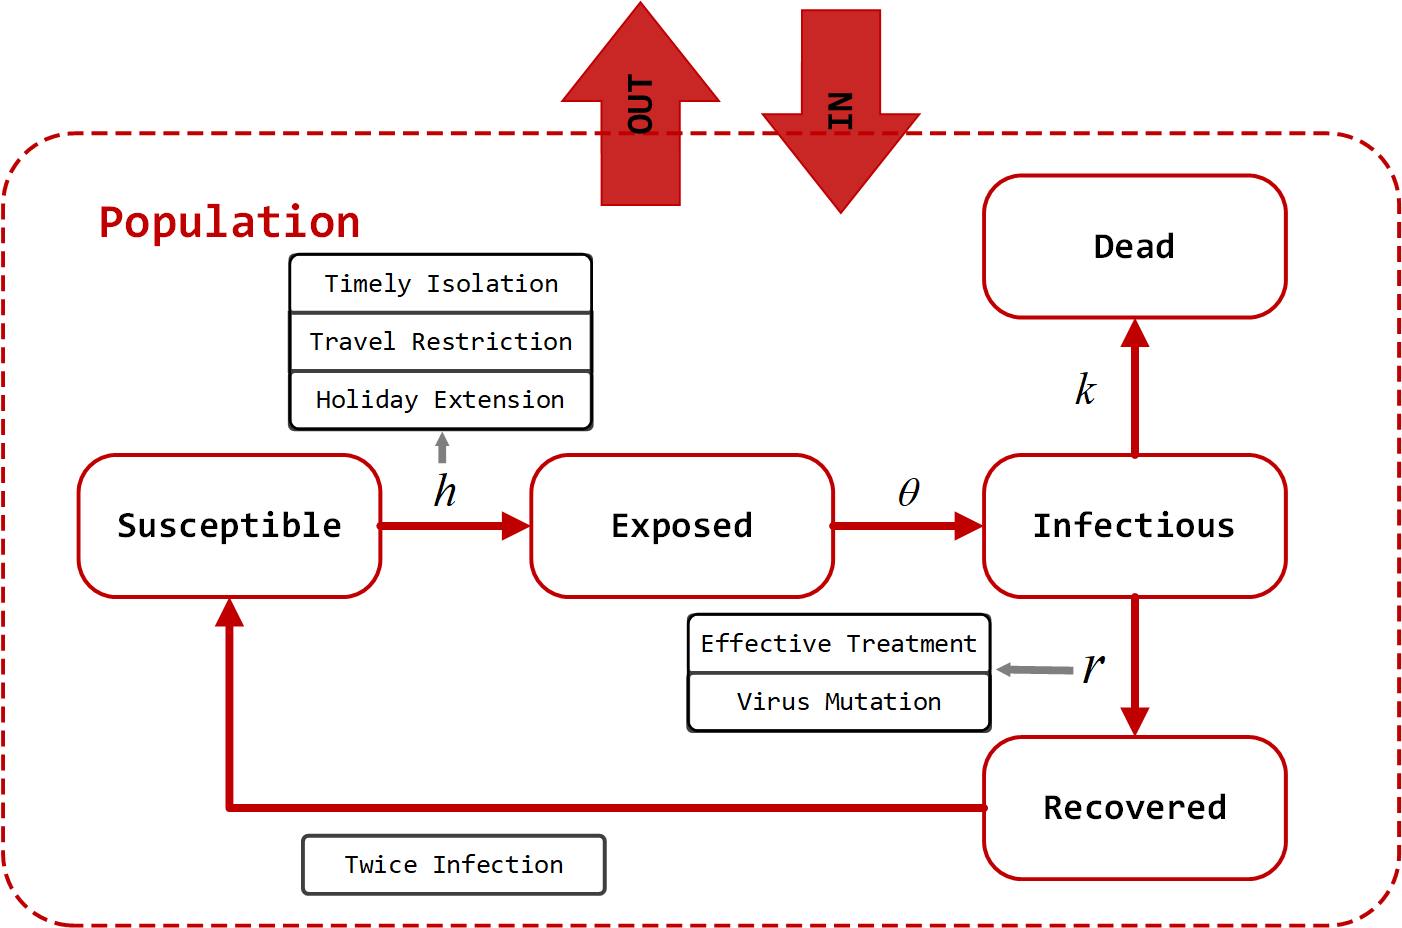 OUT
IN
Population
Dead
Timely Isolation
Travel Restriction
Holiday Extension
k
h
θ
Susceptible
Exposed
Infectious
Effective Treatment
r
Virus Mutation
Recovered
Twice Infection